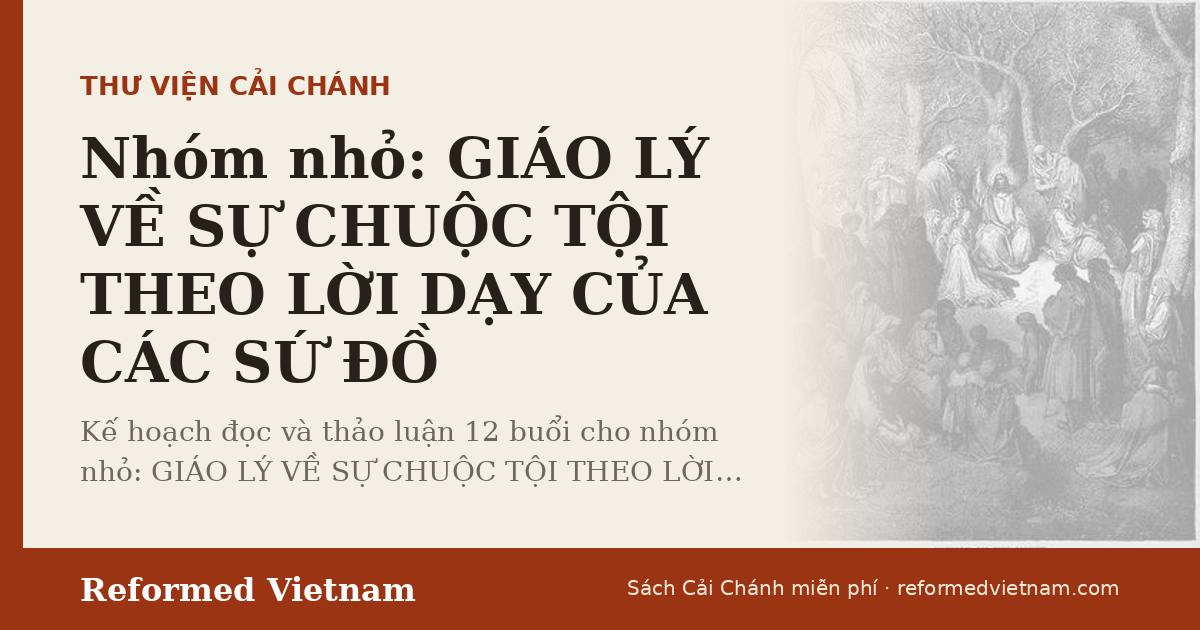 THƯ VIỆN CẢI CHÁNH
Nhóm nhỏ: GIÁO LÝ
VỀ SỰ CHUỘC TỘI
THEO LỜI DẠY CỦA
CÁC SỨ ĐỒ
Kế hoạch đọc và thảo luận 12 buổi cho nhóm
nhỏ: GIÁO LÝ VỀ SỰ CHUỘC TỘI THEO LỜI...
Reformed Vietnam
Sách Cải Chánh miễn phí · reformedvietnam.com